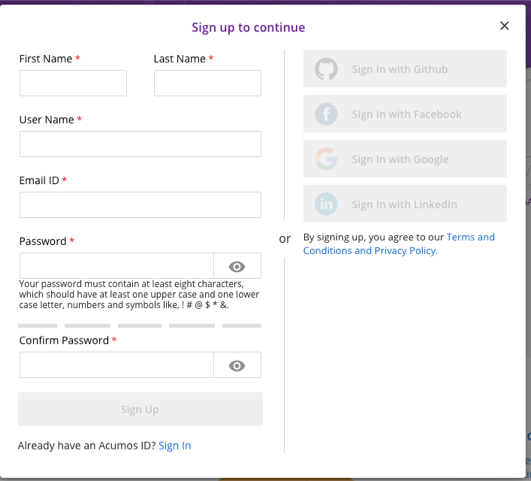 Sign up to continue
First Name *
Last Name *
User Name *
Email ID *
Password *
Your password must contain at least eight characters,
which should have at least one upper case and one lower
case letter, numbers and symbols like, ! # @ $ * &.
Confirm Password *
Sign Up
Already have an Acumos ID? Sign In
or
Sign In with Github
Sign In with Facebook
Sign In with Google
Sign In with LinkedIn
By signing up, you agree to our Terms and
Conditions and Privacy Policy.